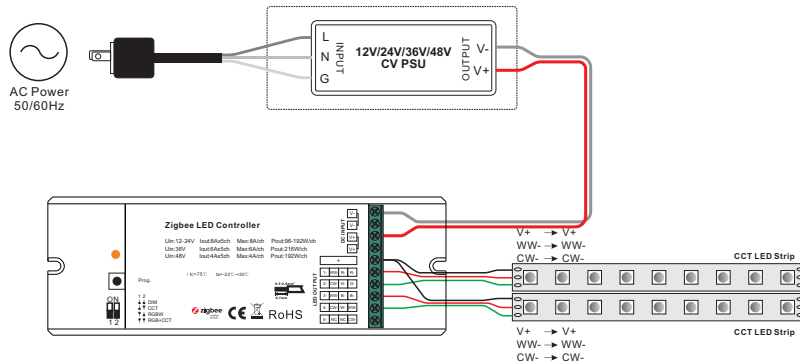 AC Power
50/60Hz
L
N
G
INPUT
12V/24V/36V/48V
CV PSU
OUTPUT
V-
V+
Zigbee LED Controller
Uin:12-24V Iout:8Ax5ch Max:8A/ch Pout:96-192W/ch
Uin:36V Iout:6Ax5ch Max:6A/ch Pout:216W/ch
Uin:48V Iout:4Ax5ch Max:4A/ch Pout:192W/ch
Prog.
ON
1 2
1 2
DIM
CCT
RGBW
RGB+CCT
zigbee
CE
RoHS
DC INPUT
V-
V-
V+
V+
LED OUTPUT
+
V+ → V+
WW- → WW-
CW- → CW-
CCT LED Strip
CCT LED Strip
V+ → V+
WW- → WW-
CW- → CW-